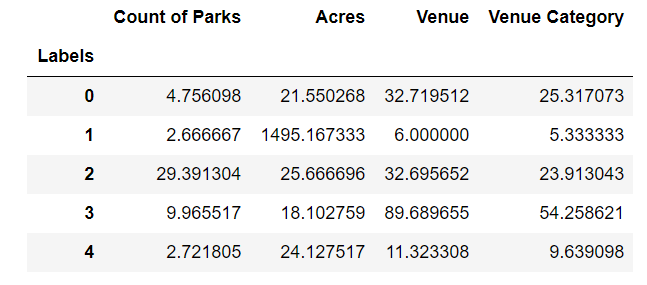 Count of Parks Acres Venue Venue Category
Labels
0 4.756098 21.550268 32.719512 25.317073
1 2.666667 1495.167333 6.000000 5.333333
2 29.391304 25.666696 32.695652 23.913043
3 9.965517 18.102759 89.689655 54.258621
4 2.721805 24.127517 11.323308 9.639098